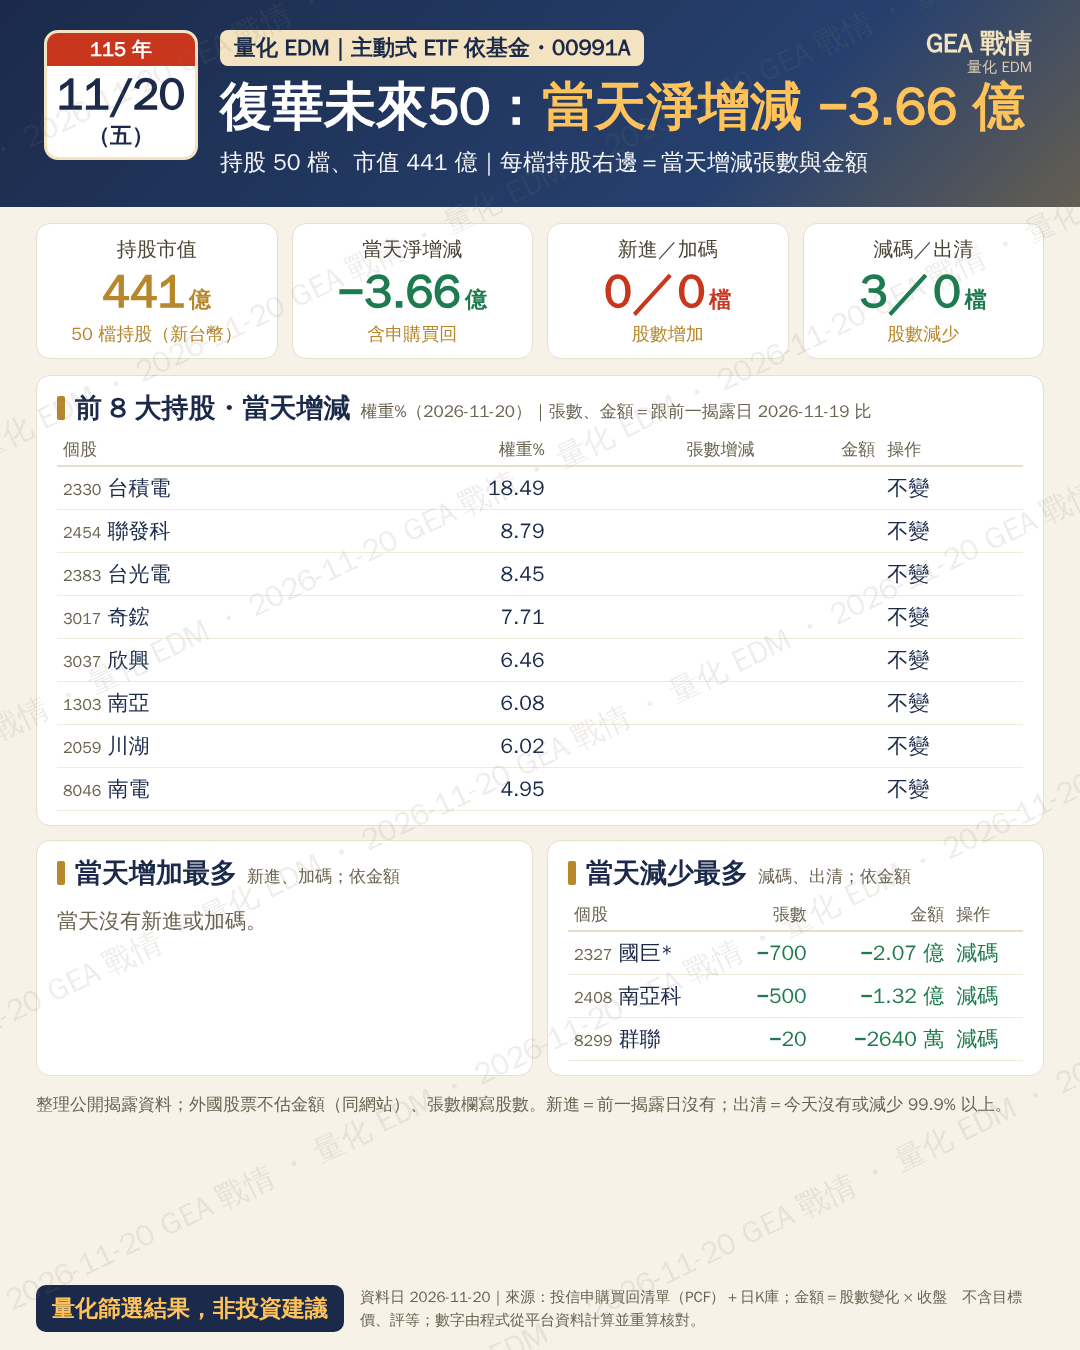 115 年
11/20
（五）
量化 EDM｜主動式 ETF 依基金・00991A
GEA 戰情
量化 EDM
復華未來50：當天淨增減 −3.66 億
持股 50 檔、市值 441 億｜每檔持股右邊＝當天增減張數與金額
持股市值
441 億
50 檔持股（新台幣）
當天淨增減
−3.66 億
含申購買回
新進／加碼
0／0 檔
股數增加
減碼／出清
3／0 檔
股數減少
前 8 大持股・當天增減 權重%（2026-11-20）｜張數、金額＝跟前一揭露日 2026-11-19 比
個股 權重% 張數增減 金額 操作
2330 台積電 18.49 不變
2454 聯發科 8.79 不變
2383 台光電 8.45 不變
3017 奇鋐 7.71 不變
3037 欣興 6.46 不變
1303 南亞 6.08 不變
2059 川湖 6.02 不變
8046 南電 4.95 不變
當天增加最多 新進、加碼；依金額
當天沒有新進或加碼。
當天減少最多 減碼、出清；依金額
個股 張數 金額 操作
2327 國巨* −700 −2.07 億 減碼
2408 南亞科 −500 −1.32 億 減碼
8299 群聯 −20 −2640 萬 減碼
整理公開揭露資料；外國股票不估金額（同網站）、張數欄寫股數。新進＝前一揭露日沒有；出清＝今天沒有或減少 99.9% 以上。
量化篩選結果，非投資建議
資料日 2026-11-20｜來源：投信申購買回清單（PCF）＋日K庫；金額＝股數變化 × 收盤　不含目標
價、評等；數字由程式從平台資料計算並重算核對。